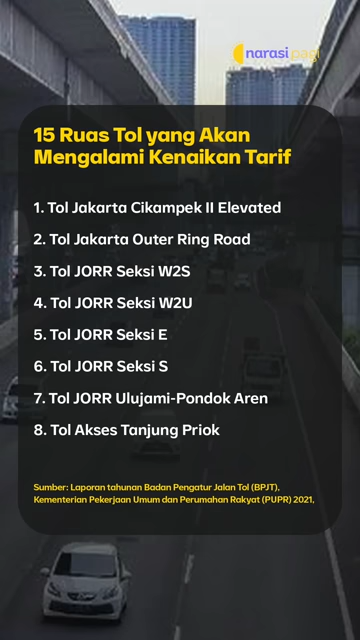 narasi pagi
15 Ruas Tol yang Akan
Mengalami Kenaikan Tarif
1. Tol Jakarta Cikampek II Elevated
2. Tol Jakarta Outer Ring Road
3. Tol JORR Seksi W2S
4. Tol JORR Seksi W2U
5. Tol JORR Seksi E
6. Tol JORR Seksi S
7. Tol JORR Ulujami-Pondok Aren
8. Tol Akses Tanjung Priok
Sumber: Laporan tahunan Badan Pengatur Jalan Tol (BPJT),
Kementerian Pekerjaan Umum dan Perumahan Rakyat (PUPR) 2021,